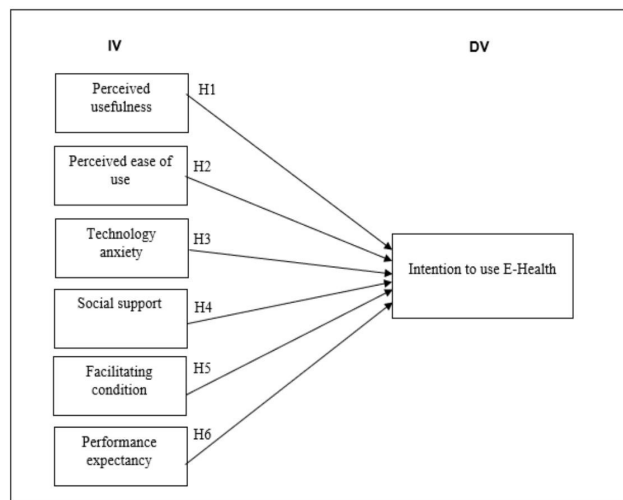 IV
DV
Perceived
usefulness
H1
Perceived ease of
use
H2
Technology
anxiety
H3
Intention to use E-Health
Social support
H4
Facilitating
condition
H5
Performance
expectancy
H6